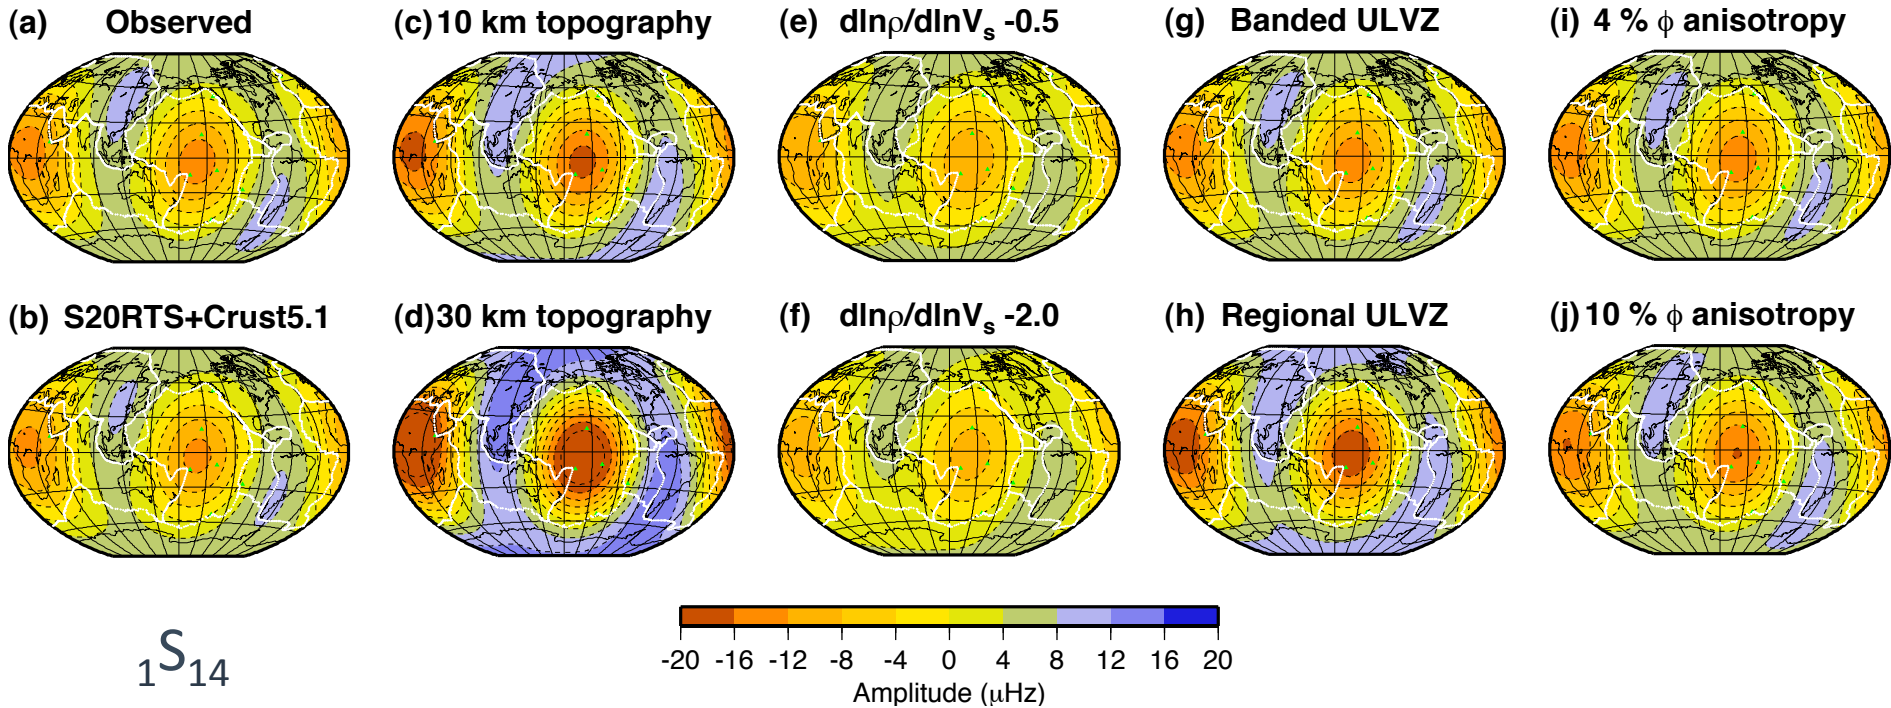 (a) Observed
(c) 10 km topography
(e) dlnρ/dlnVs -0.5
(g) Banded ULVZ
(i) 4 % ϕ anisotropy
(b) S20RTS+Crust5.1
(d) 30 km topography
(f) dlnρ/dlnVs -2.0
(h) Regional ULVZ
(j) 10 % ϕ anisotropy
1S14
-20 -16 -12 -8 -4 0 4 8 12 16 20
Amplitude (μHz)